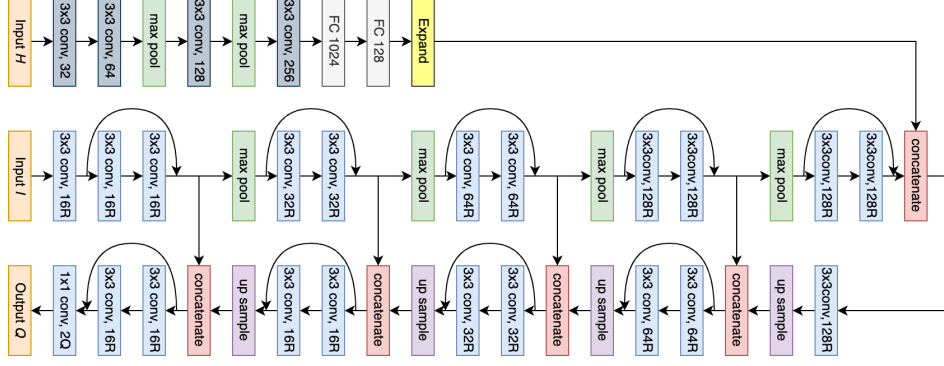 Input H
3x3 conv, 32
3x3 conv, 64
max pool
3x3 conv, 128
max pool
3x3 conv, 256
FC 1024
FC 128
Expand
Input I
3x3 conv, 16R
3x3 conv, 16R
3x3 conv, 16R
max pool
3x3 conv, 32R
3x3 conv, 32R
max pool
3x3 conv, 64R
3x3 conv, 64R
max pool
3x3conv,128R
3x3conv,128R
max pool
3x3conv,128R
3x3conv,128R
concatenate
Output Q
1x1 conv, 2Q
3x3 conv, 16R
3x3 conv, 16R
concatenate
up sample
3x3 conv, 16R
3x3 conv, 16R
concatenate
up sample
3x3 conv, 32R
3x3 conv, 32R
concatenate
up sample
3x3 conv, 64R
3x3 conv, 64R
concatenate
up sample
3x3conv,128R